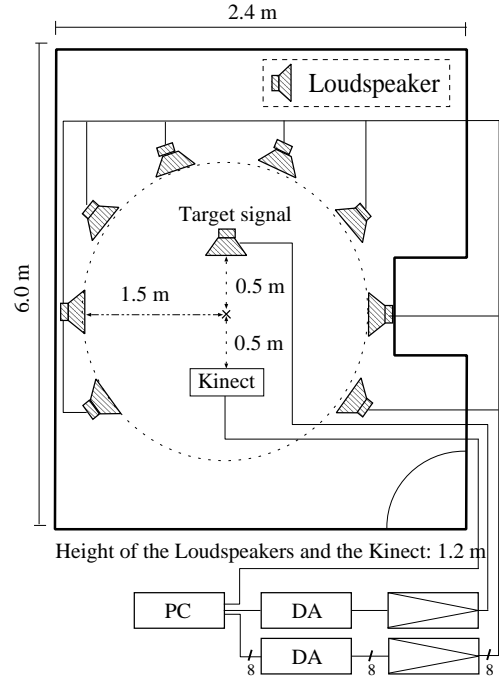 2.4 m
6.0 m
Loudspeaker
Target signal
1.5 m
0.5 m
0.5 m
Kinect
Height of the Loudspeakers and the Kinect: 1.2 m
PC
DA
DA
8
8
8